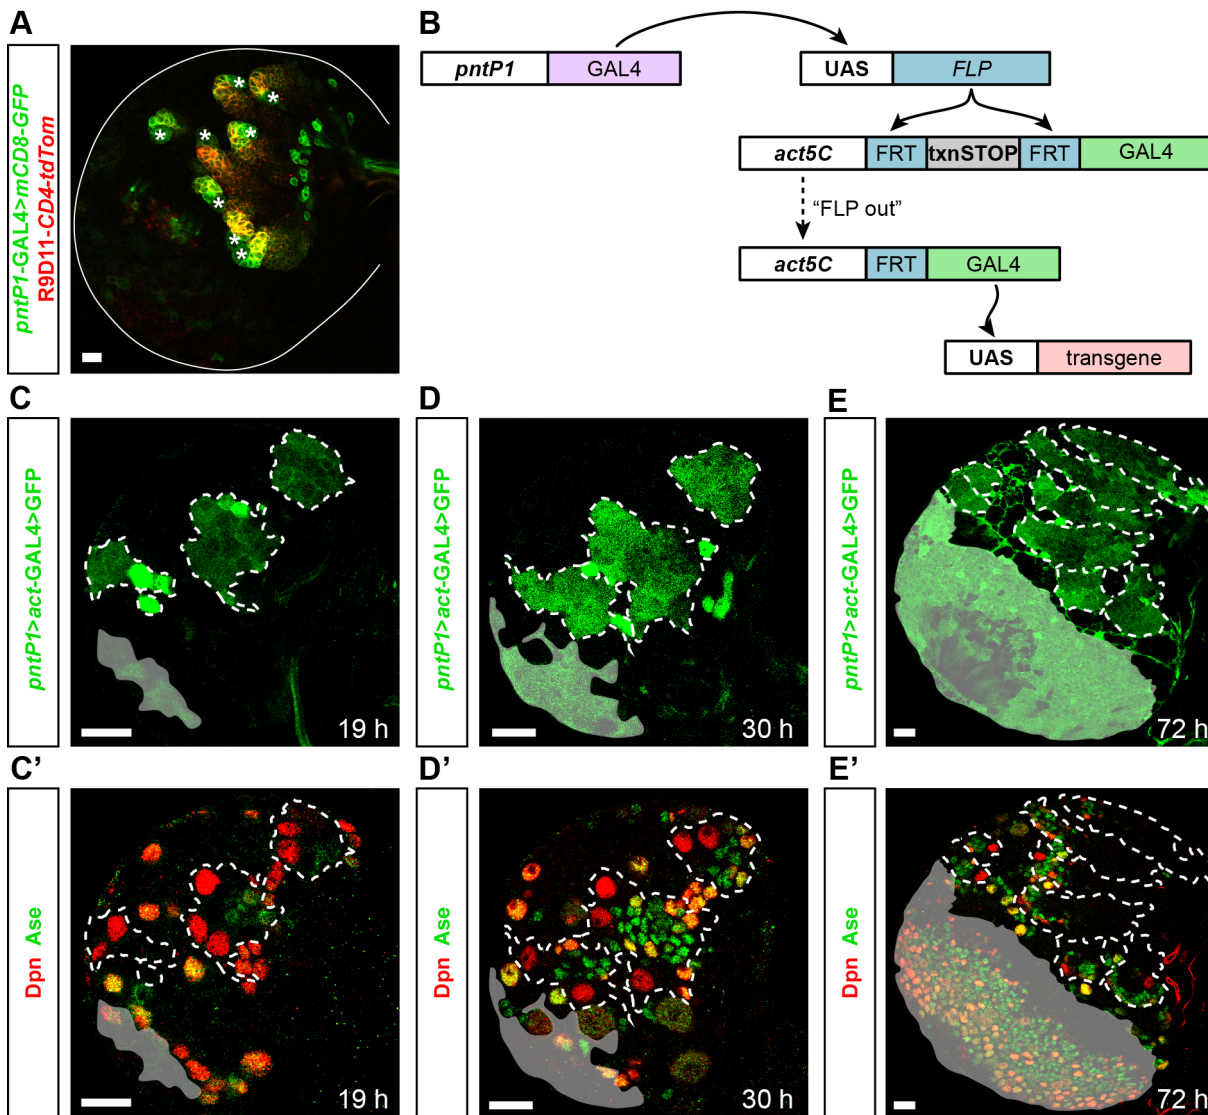 A
pntP1-GAL4>mCD8-GFP
R9D11-CD4-tdTom
* * * * * * * *
B
pntP1 GAL4 UAS FLP
act5C FRT txnSTOP FRT GAL4
“FLP out”
act5C FRT GAL4
UAS transgene
C
pntP1>act-GAL4>GFP
19 h
D
pntP1>act-GAL4>GFP
30 h
E
pntP1>act-GAL4>GFP
72 h
C’
Dpn Ase
19 h
D’
Dpn Ase
30 h
E’
Dpn Ase
72 h